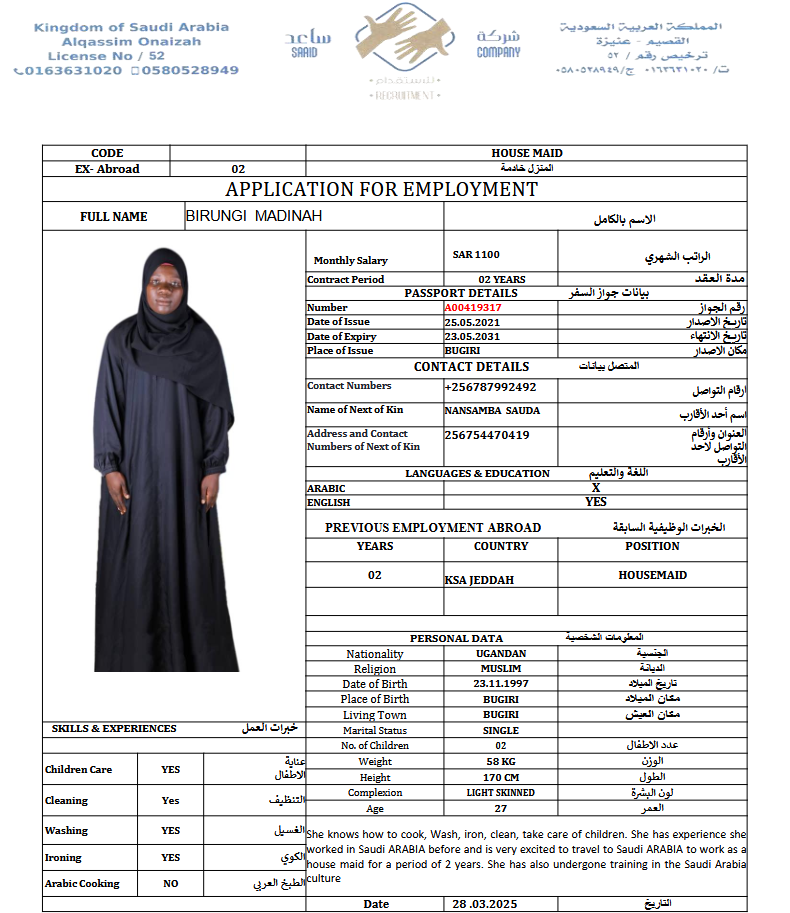 Kingdom of Saudi Arabia
Alqassim Onaizah
License No / 52
0163631020 0580528949
ساعد
SAAID
شركة
COMPANY
للاستقدام
• RECRUITMENT •
المملكة العربية السعودية
القصيم - عنيزة
ترخيص رقم / ٥٢
ت/ ٠١٦٣٦٣١٠٢٠ ج/ ٠٥٨٠٥٢٨٩٤٩
CODE HOUSE MAID
EX- Abroad 02 المنزل خادمة
APPLICATION FOR EMPLOYMENT
FULL NAME BIRUNGI MADINAH الاسم بالكامل
Monthly Salary SAR 1100 الراتب الشهري
Contract Period 02 YEARS مدة العقد
PASSPORT DETAILS بيانات جواز السفر
Number A00419317 رقم الجواز
Date of Issue 25.05.2021 تاريخ الاصدار
Date of Expiry 23.05.2031 تاريخ الانتهاء
Place of Issue BUGIRI مكان الاصدار
CONTACT DETAILS المتصل بيانات
Contact Numbers +256787992492 ارقام التواصل
Name of Next of Kin NANSAMBA SAUDA اسم أحد الأقارب
Address and Contact Numbers of Next of Kin 256754470419 العنوان وأرقام التواصل لاحد الأقارب
LANGUAGES & EDUCATION اللغة والتعليم
ARABIC X
ENGLISH YES
PREVIOUS EMPLOYMENT ABROAD الخبرات الوظيفية السابقة
YEARS COUNTRY POSITION
02 KSA JEDDAH HOUSEMAID
PERSONAL DATA المعلومات الشخصية
Nationality UGANDAN الجنسية
Religion MUSLIM الديانة
Date of Birth 23.11.1997 تاريخ الميلاد
Place of Birth BUGIRI مكان الميلاد
Living Town BUGIRI مكان العيش
Marital Status SINGLE
No. of Children 02 عدد الاطفال
Weight 58 KG الوزن
Height 170 CM الطول
Complexion LIGHT SKINNED لون البشرة
Age 27 العمر
SKILLS & EXPERIENCES خبرات العمل
Children Care YES عناية الاطفال
Cleaning Yes التنظيف
Washing YES الغسيل
Ironing YES الكوي
Arabic Cooking NO الطبخ العربي
She knows how to cook, Wash, iron, clean, take care of children. She has experience she
worked in Saudi ARABIA before and is very excited to travel to Saudi ARABIA to work as a
house maid for a period of 2 years. She has also undergone training in the Saudi Arabia
culture
Date 28 .03.2025 التاريخ